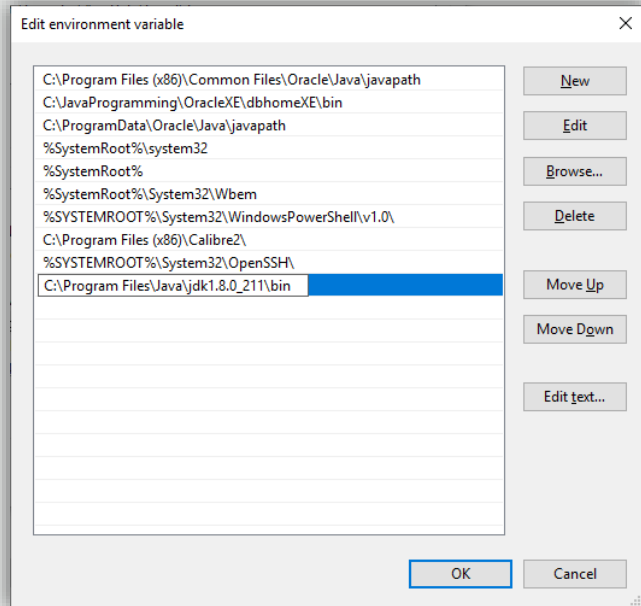 Edit environment variable
C:\Program Files (x86)\Common Files\Oracle\Java\javapath
C:\JavaProgramming\OracleXE\dbhomeXE\bin
C:\ProgramData\Oracle\Java\javapath
%SystemRoot%\system32
%SystemRoot%
%SystemRoot%\System32\Wbem
%SYSTEMROOT%\System32\WindowsPowerShell\v1.0\
C:\Program Files (x86)\Calibre2\
%SYSTEMROOT%\System32\OpenSSH\
C:\Program Files\Java\jdk1.8.0_211\bin
New
Edit
Browse...
Delete
Move Up
Move Down
Edit text...
OK
Cancel